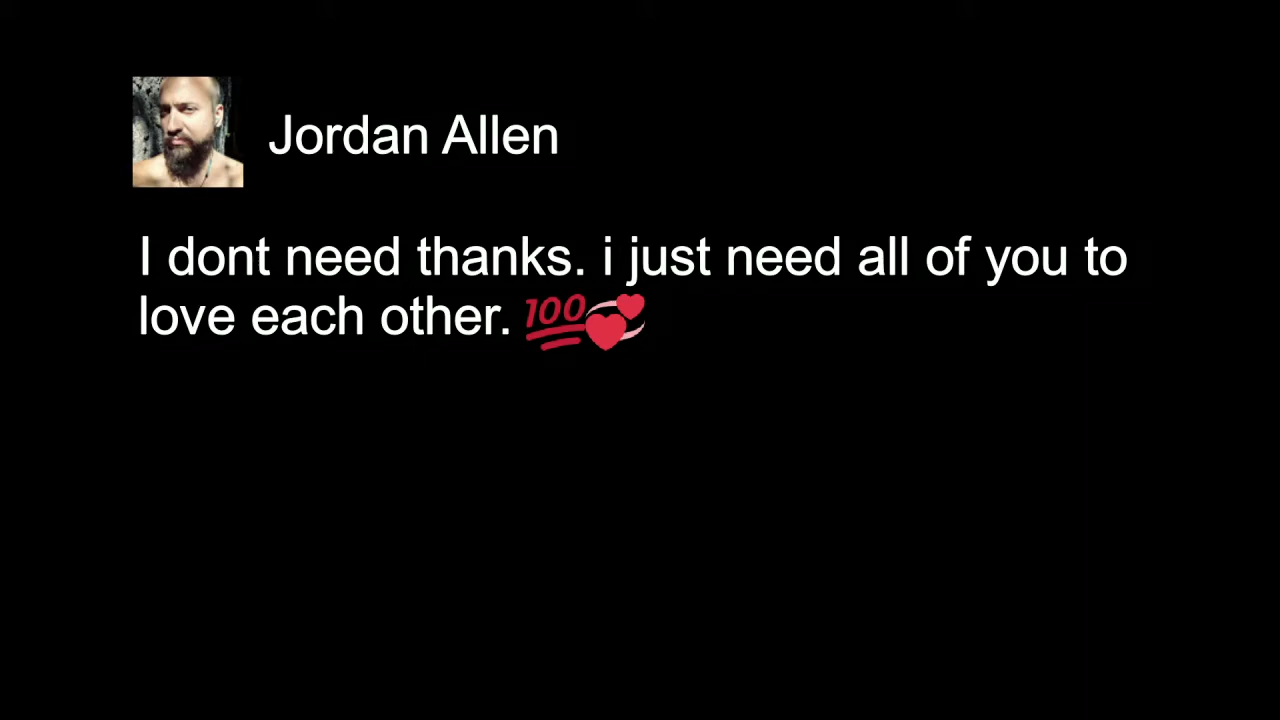 Jordan Allen
I dont need thanks. i just need all of you to
love each other. 💯💞